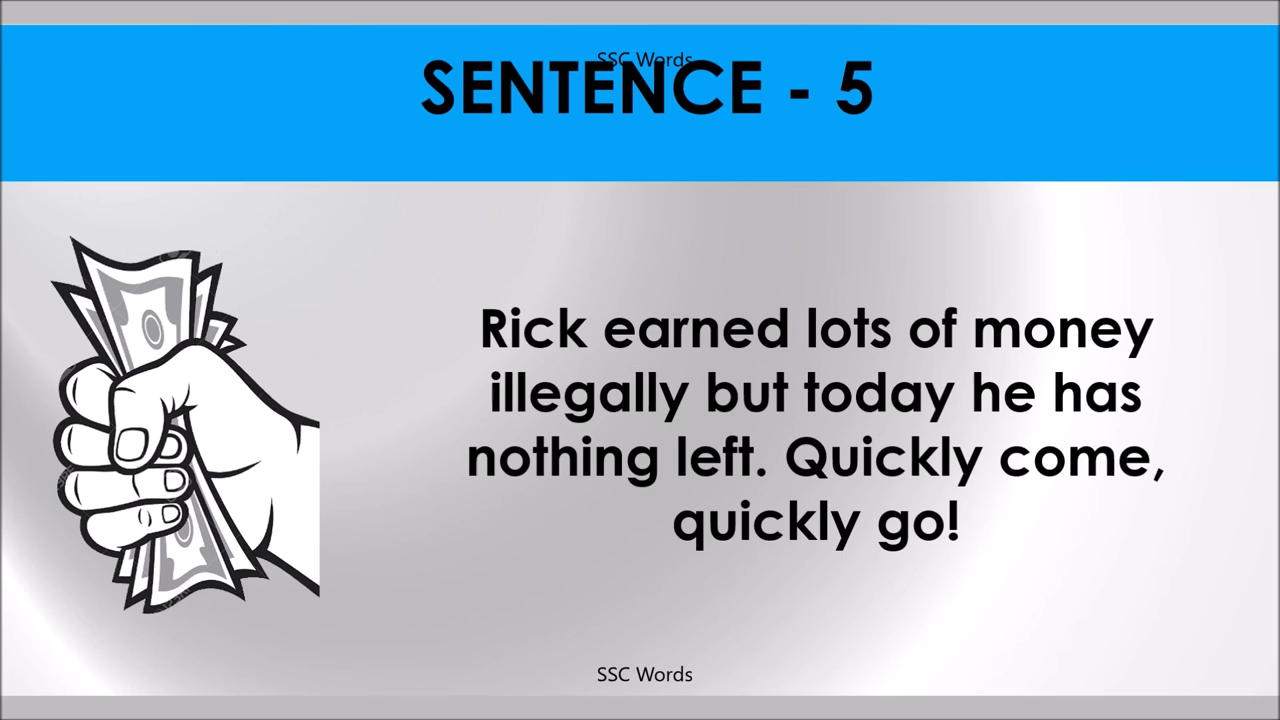 SSC Words
SENTENCE - 5
Rick earned lots of money
illegally but today he has
nothing left. Quickly come,
quickly go!
SSC Words